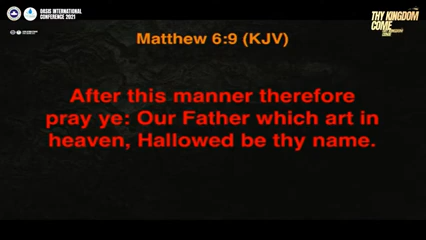 OASIS INTERNATIONAL
CONFERENCE 2021
THY KINGDOM
COME
Matthew 6:9 (KJV)
After this manner therefore
pray ye: Our Father which art in
heaven, Hallowed be thy name.